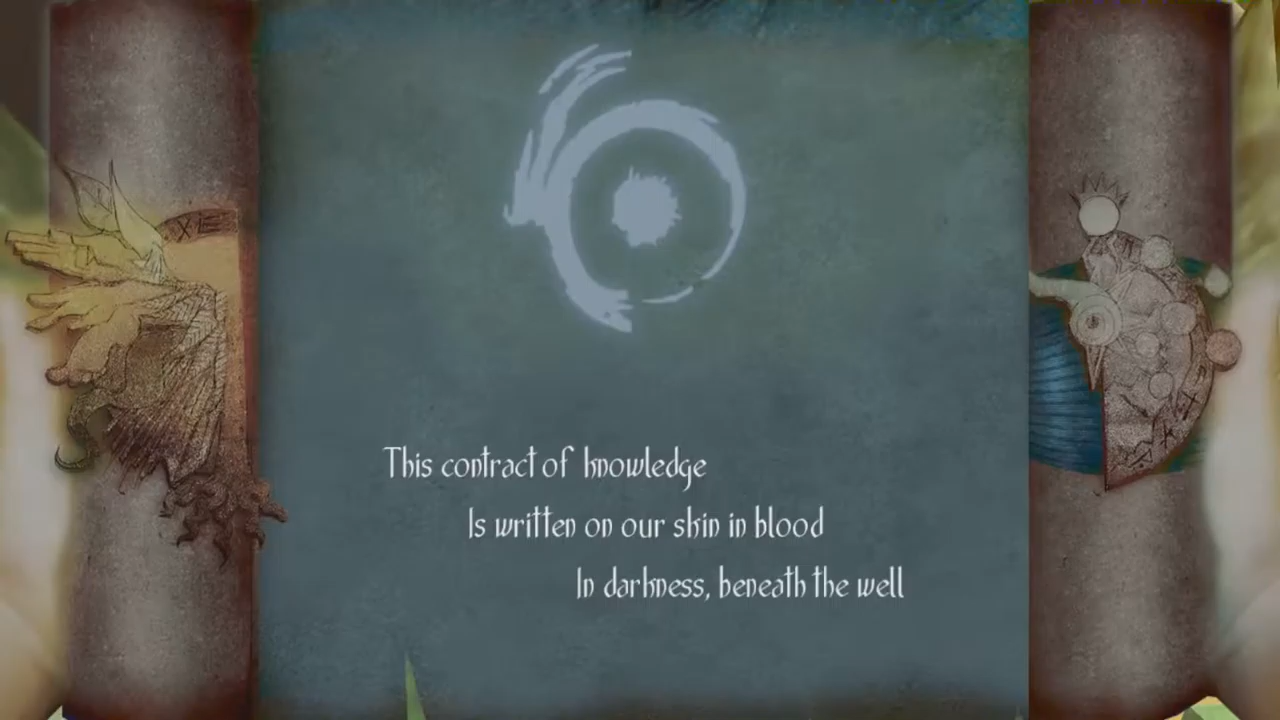 This contract of knowledge
Is written on our skin in blood
In darkness, beneath the well